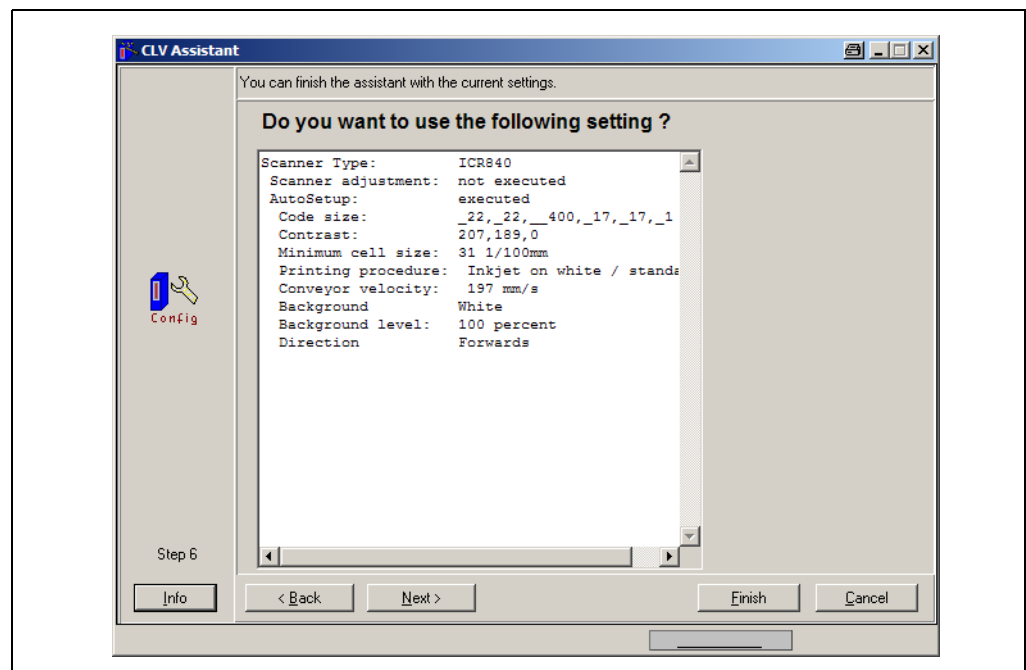 CLV Assistant
You can finish the assistant with the current settings.
Do you want to use the following setting ?
Scanner Type: ICR840
Scanner adjustment: not executed
AutoSetup: executed
Code size: _22,_22,__400,_17,_17,_1
Contrast: 207,189,0
Minimum cell size: 31 1/100mm
Printing procedure: Inkjet on white / standa
Conveyor velocity: 197 mm/s
Background White
Background level: 100 percent
Direction Forwards
Config
Step 6
Info
< Back
Next >
Finish
Cancel